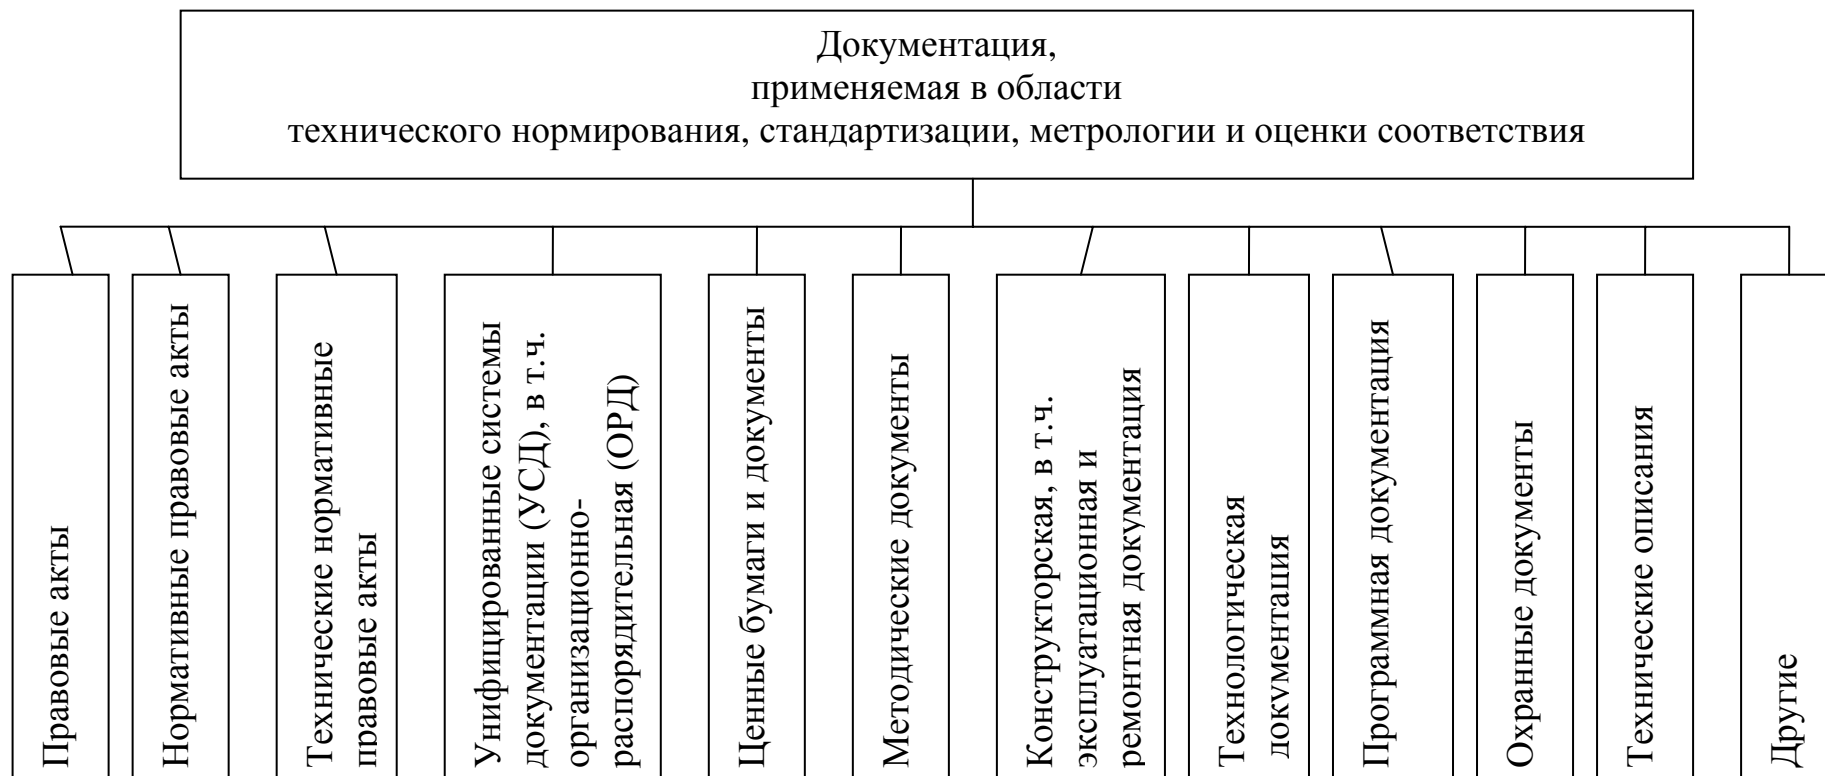 Документация,
применяемая в области
технического нормирования, стандартизации, метрологии и оценки соответствия
Правовые акты
Нормативные правовые акты
Технические нормативные
правовые акты
Унифицированные системы
документации (УСД), в т.ч.
организационно-
распорядительная (ОРД)
Ценные бумаги и документы
Методические документы
Конструкторская, в т.ч.
эксплуатационная и
ремонтная документация
Технологическая
документация
Программная документация
Охранные документы
Технические описания
Другие